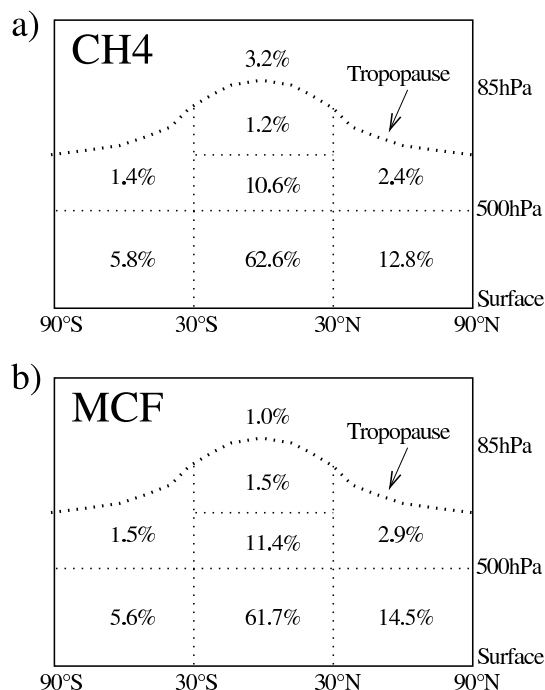 a)
CH4
3.2%
Tropopause
85hPa
1.2%
1.4%
10.6%
2.4%
500hPa
5.8%
62.6%
12.8%
Surface
90°S
30°S
30°N
90°N
b)
MCF
1.0%
Tropopause
85hPa
1.5%
1.5%
11.4%
2.9%
500hPa
5.6%
61.7%
14.5%
Surface
90°S
30°S
30°N
90°N